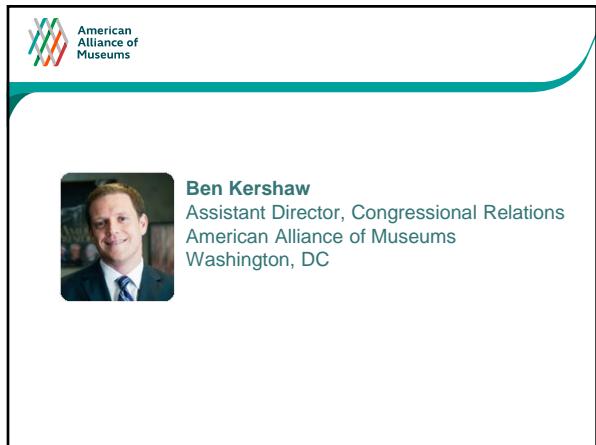 American
Alliance of
Museums
Ben Kershaw
Assistant Director, Congressional Relations
American Alliance of Museums
Washington, DC